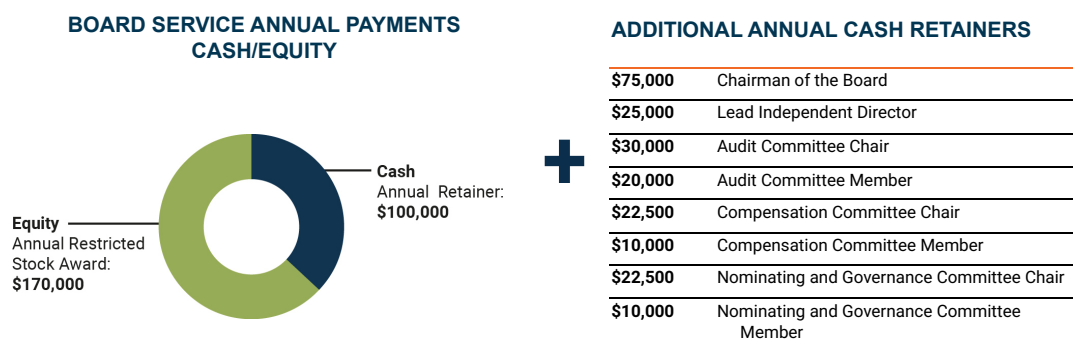 BOARD SERVICE ANNUAL PAYMENTS
CASH/EQUITY
Cash
Annual Retainer:
$100,000
Equity
Annual Restricted
Stock Award:
$170,000
+
ADDITIONAL ANNUAL CASH RETAINERS
$75,000 Chairman of the Board
$25,000 Lead Independent Director
$30,000 Audit Committee Chair
$20,000 Audit Committee Member
$22,500 Compensation Committee Chair
$10,000 Compensation Committee Member
$22,500 Nominating and Governance Committee Chair
$10,000 Nominating and Governance Committee
Member